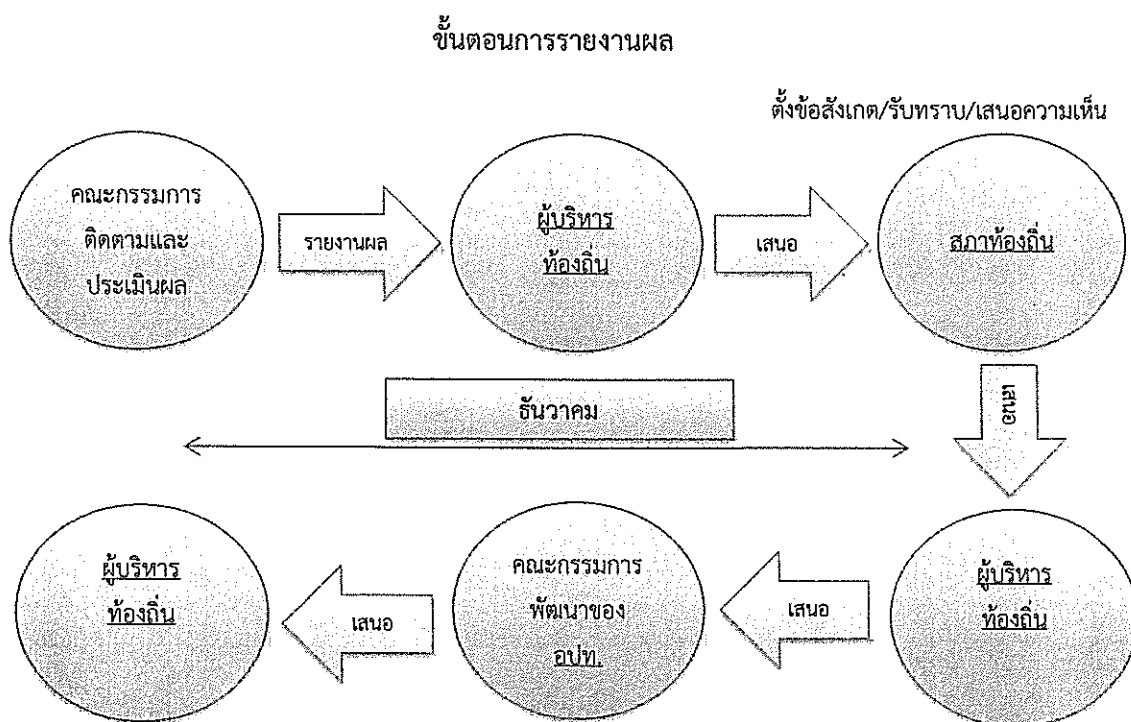 ขั้นตอนการรายงานผล
ตั้งข้อสังเกต/รับทราบ/เสนอความเห็น
คณะกรรมการ
ติดตามและ
ประเมินผล
รายงานผล
ผู้บริหาร
ท้องถิ่น
เสนอ
สภาท้องถิ่น
เสนอ
ธันวาคม
ผู้บริหาร
ท้องถิ่น
เสนอ
คณะกรรมการ
พัฒนาของ
อปท.
เสนอ
ผู้บริหาร
ท้องถิ่น